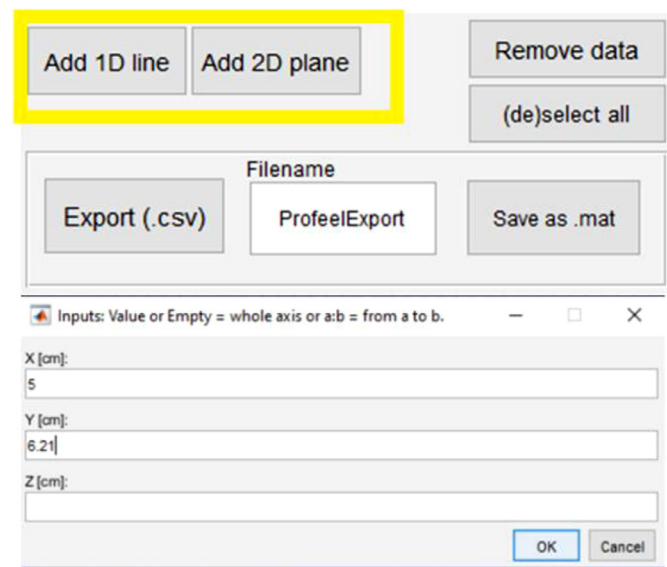 Add 1D line
Add 2D plane
Remove data
(de)select all
Filename
Export (.csv)
ProfeelExport
Save as .mat
Inputs: Value or Empty = whole axis or a:b = from a to b.
X [cm]:
5
Y [cm]:
6.21
Z [cm]:
OK
Cancel